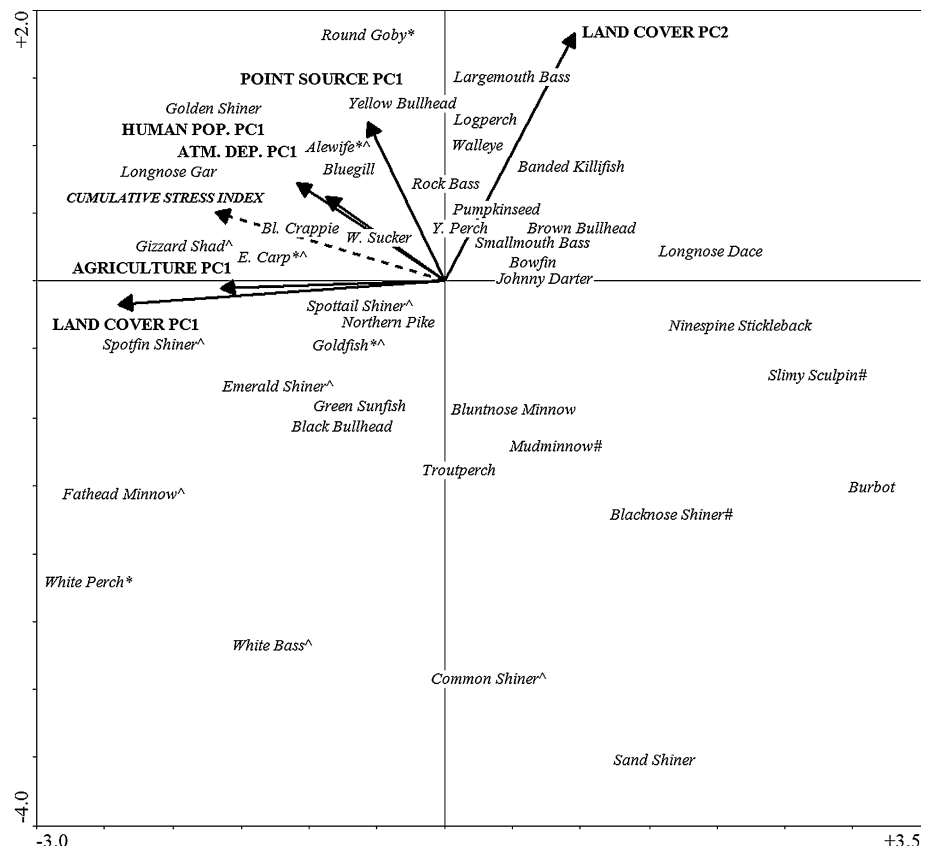 +2.0
Round Goby*
LAND COVER PC2
POINT SOURCE PC1
Largemouth Bass
Golden Shiner
Yellow Bullhead
HUMAN POP. PC1
Logperch
ATM. DEP. PC1
Alewife*^
Walleye
Longnose Gar
Bluegill
Banded Killifish
CUMULATIVE STRESS INDEX
Rock Bass
Pumpkinseed
Bl. Crappie
W. Sucker
Y. Perch
Brown Bullhead
Gizzard Shad^
Smallmouth Bass
E. Carp*^
Longnose Dace
AGRICULTURE PC1
Bowfin
Johnny Darter
Spottail Shiner^
LAND COVER PC1
Northern Pike
Ninespine Stickleback
Spotfin Shiner^
Goldfish*^
Slimy Sculpin#
Emerald Shiner^
Green Sunfish
Bluntnose Minnow
Black Bullhead
Mudminnow#
Troutperch
Fathead Minnow^
Burbot
Blacknose Shiner#
White Perch*
White Bass^
Common Shiner^
Sand Shiner
-4.0
-3.0
+3.5